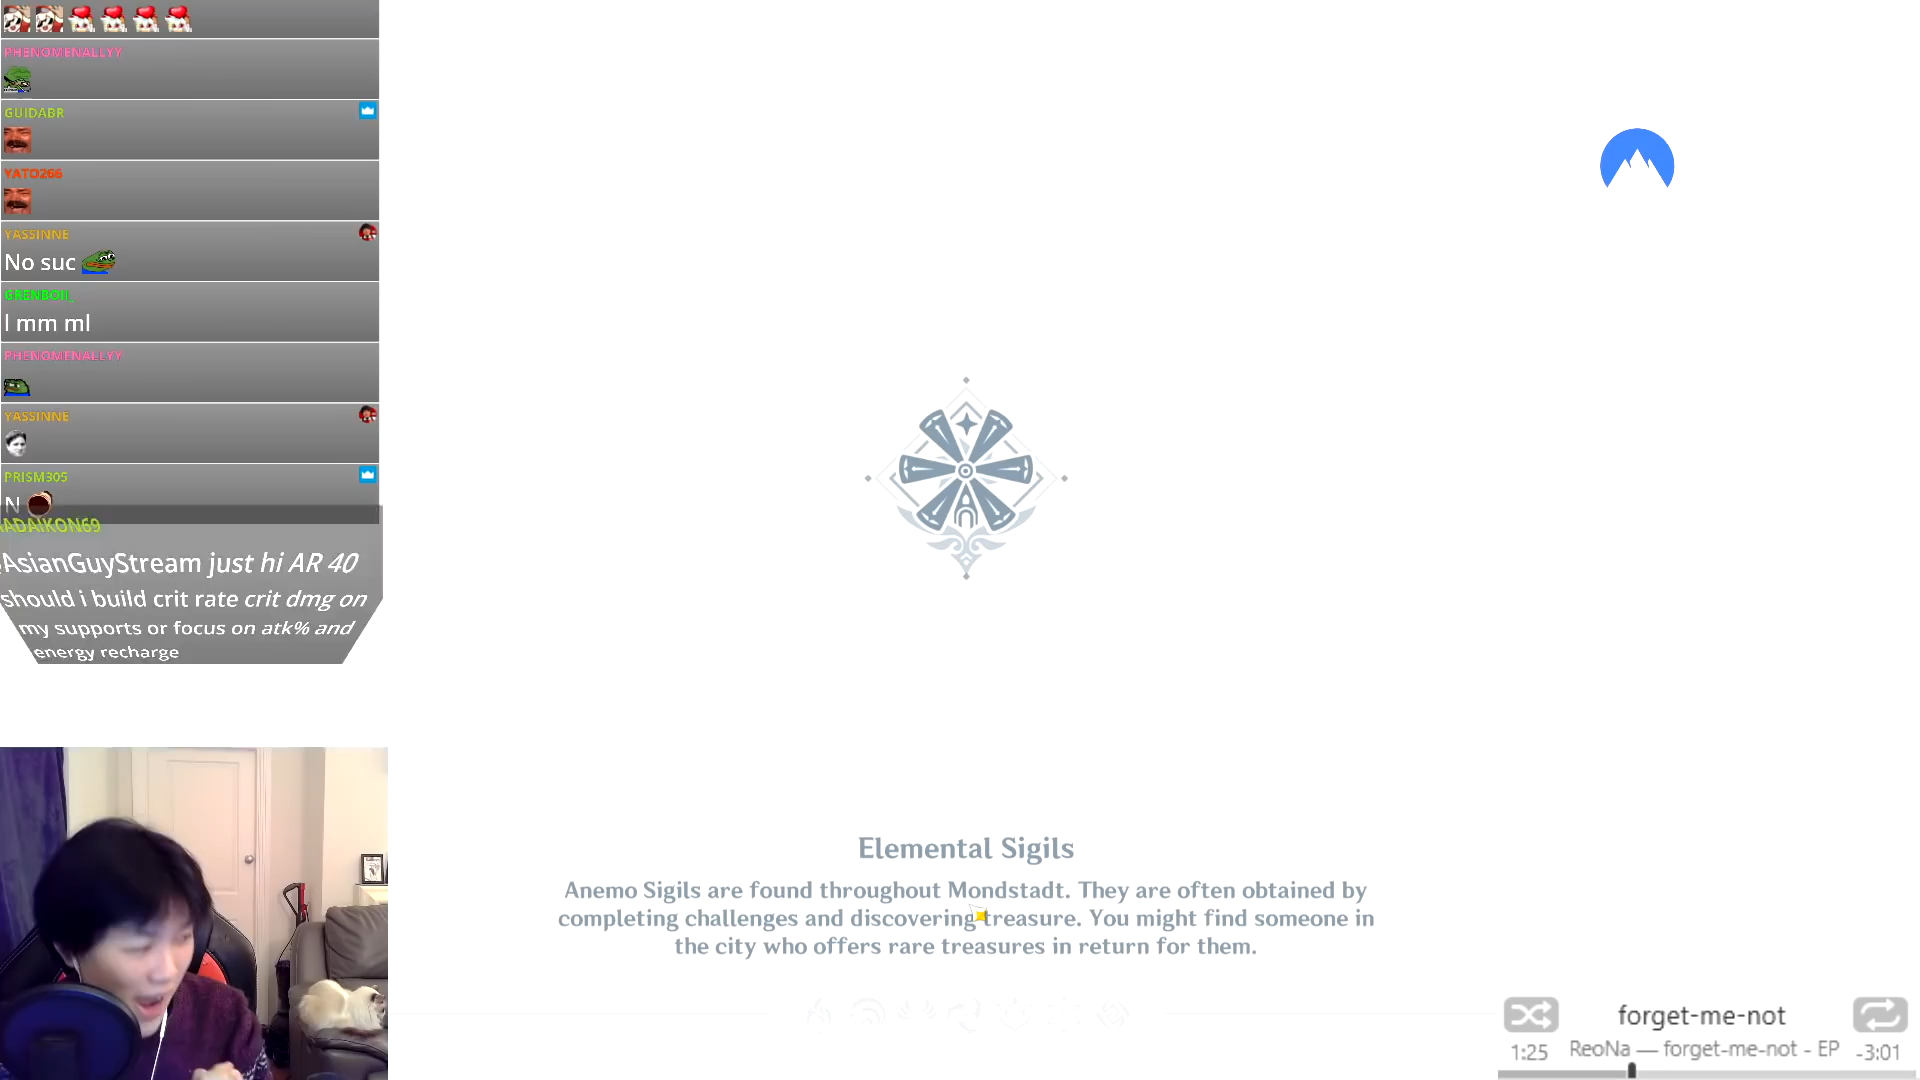 PHENOMENALLYY
GUIDABR
YATO266
YASSINNE
No suc
GRENBOII_
I mm ml
PHENOMENALLYY
YASSINNE
PRISM305
N
ADAIKON69
AsianGuyStream just hi AR 40
should i build crit rate crit dmg on
my supports or focus on atk% and
energy recharge
Elemental Sigils
Anemo Sigils are found throughout Mondstadt. They are often obtained by
completing challenges and discovering treasure. You might find someone in
the city who offers rare treasures in return for them.
forget-me-not
1:25
ReoNa — forget-me-not - EP
-3:01